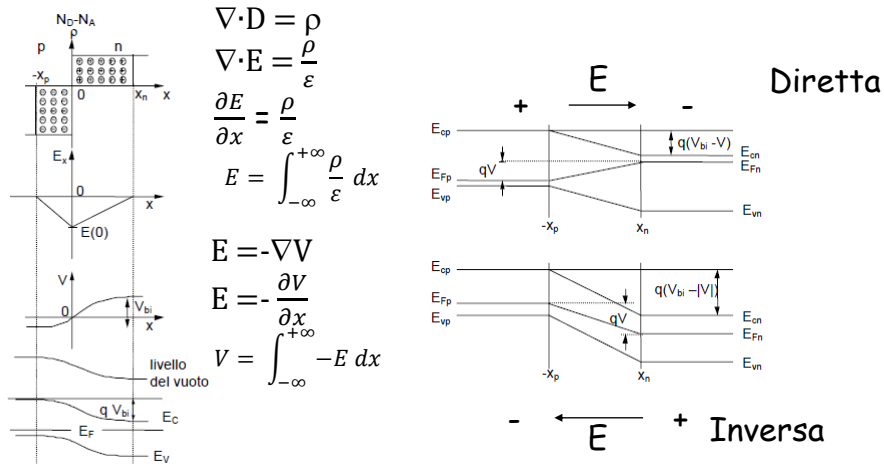 N_D-N_A
ρ
p n
-x_p 0 x_n x
E_x
0 x
E(0)
V
0 V_bi
x
livello
del vuoto
q V_bi
E_C
E_F
E_V
∇·D = ρ
∇·E = ρ/ε
∂E/∂x = ρ/ε
E = ∫_{-∞}^{+∞} ρ/ε dx
E =-∇V
E =- ∂V/∂x
V = ∫_{-∞}^{+∞} -E dx
Diretta
+ E -
E_cp
q(V_bi -V)
E_cn
qV
E_Fn
E_Fp
E_vp
E_vn
-x_p x_n
E_cp
q(V_bi -|V|)
E_Fp
qV
E_cn
E_vp
E_Fn
E_vn
-x_p x_n
- E +
Inversa